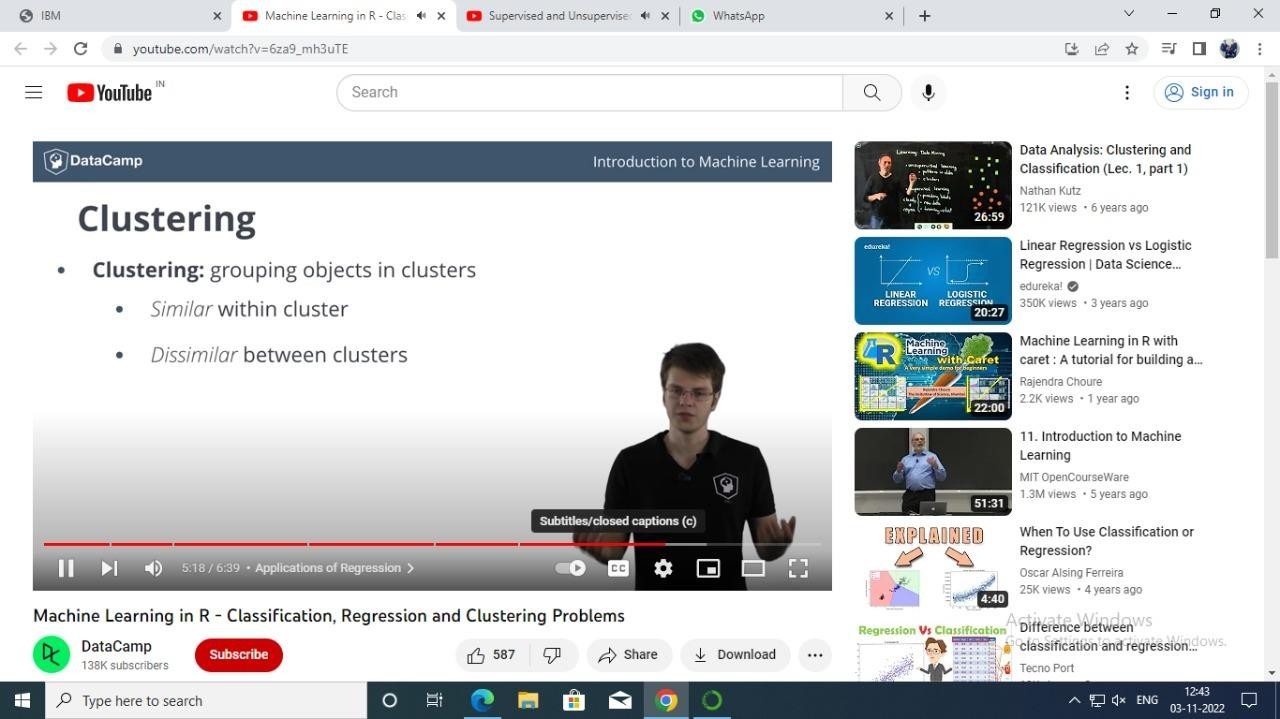 IBM
Machine Learning in R - Clas
Supervised and Unsupervised
WhatsApp
youtube.com/watch?v=6za9_mh3uTE
YouTube IN
Search
Sign in
DataCamp
Introduction to Machine Learning
Clustering
• Clustering: grouping objects in clusters
• Similar within cluster
• Dissimilar between clusters
Subtitles/closed captions (c)
5:18 / 6:39 • Applications of Regression
CC
Machine Learning in R - Classification, Regression and Clustering Problems
DataCamp
138K subscribers
Subscribe
Share
Download
26:59
Data Analysis: Clustering and
Classification (Lec. 1, part 1)
Nathan Kutz
121K views • 6 years ago
edureka!
VS
LINEAR
REGRESSION
LOGISTIC
REGRESSION
20:27
Linear Regression vs Logistic
Regression | Data Science...
edureka!
350K views • 3 years ago
R
Machine
Learning
with Caret
A very simple demo for beginners
22:00
Machine Learning in R with
caret : A tutorial for building a...
Rajendra Choure
2.2K views • 1 year ago
51:31
11. Introduction to Machine
Learning
MIT OpenCourseWare
1.3M views • 5 years ago
EXPLAINED
4:40
When To Use Classification or
Regression?
Oscar Alsing Ferreira
25K views • 4 years ago
Regression Vs Classification
Difference between
classification and regression...
Tecno Port
Activate Windows
Go to Settings to activate Windows.
Type here to search
ENG
12:43
03-11-2022